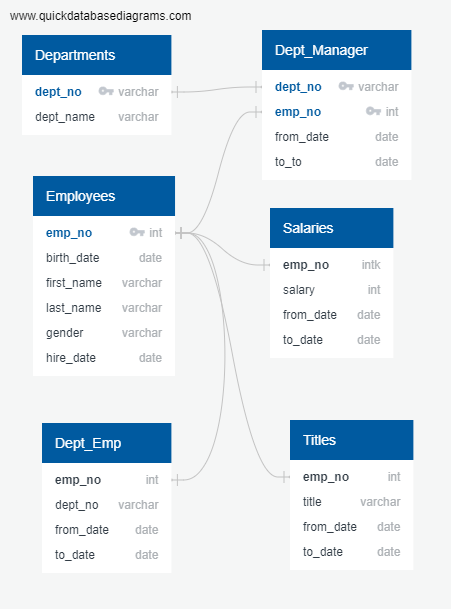 www.quickdatabasediagrams.com
Departments
dept_no varchar
dept_name varchar
Dept_Manager
dept_no varchar
emp_no int
from_date date
to_to date
Employees
emp_no int
birth_date date
first_name varchar
last_name varchar
gender varchar
hire_date date
Salaries
emp_no intk
salary int
from_date date
to_date date
Dept_Emp
emp_no int
dept_no varchar
from_date date
to_date date
Titles
emp_no int
title varchar
from_date date
to_date date